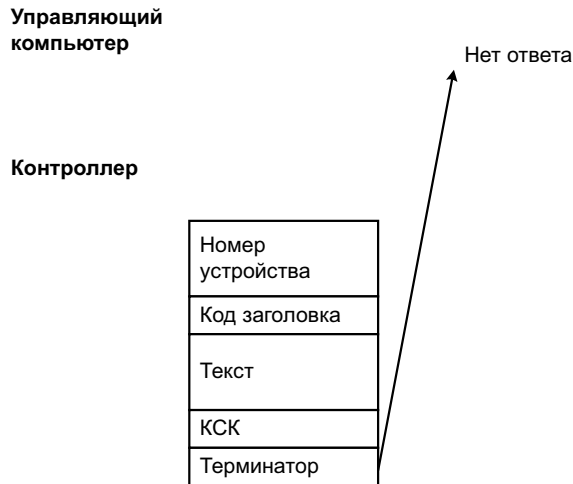 Управляющий
компьютер
Нет ответа
Контроллер
Номер
устройства
Код заголовка
Текст
КСК
Терминатор